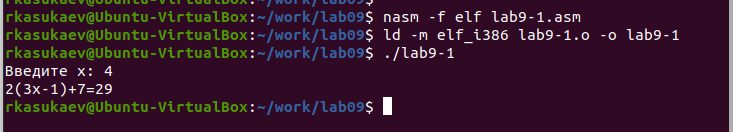 rkasukaev@Ubuntu-VirtualBox:~/work/lab09$ nasm -f elf lab9-1.asm
rkasukaev@Ubuntu-VirtualBox:~/work/lab09$ ld -m elf_i386 lab9-1.o -o lab9-1
rkasukaev@Ubuntu-VirtualBox:~/work/lab09$ ./lab9-1
Введите x: 4
2(3x-1)+7=29
rkasukaev@Ubuntu-VirtualBox:~/work/lab09$